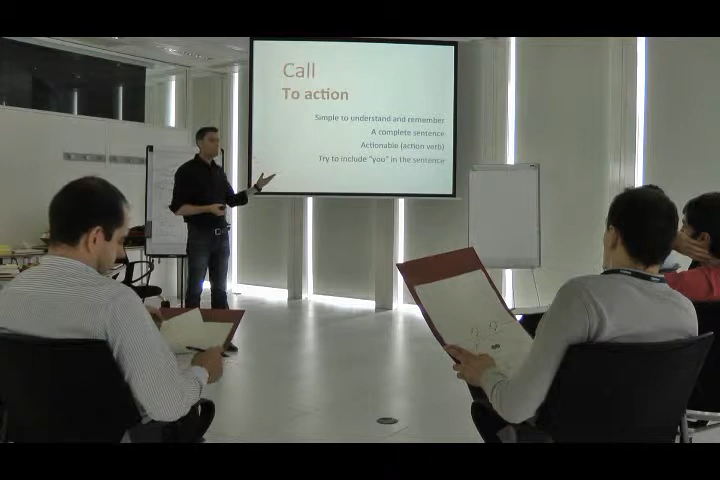 Call
To action
Simple to understand and remember
A complete sentence
Actionable (action verb)
Try to include "you" in the sentence